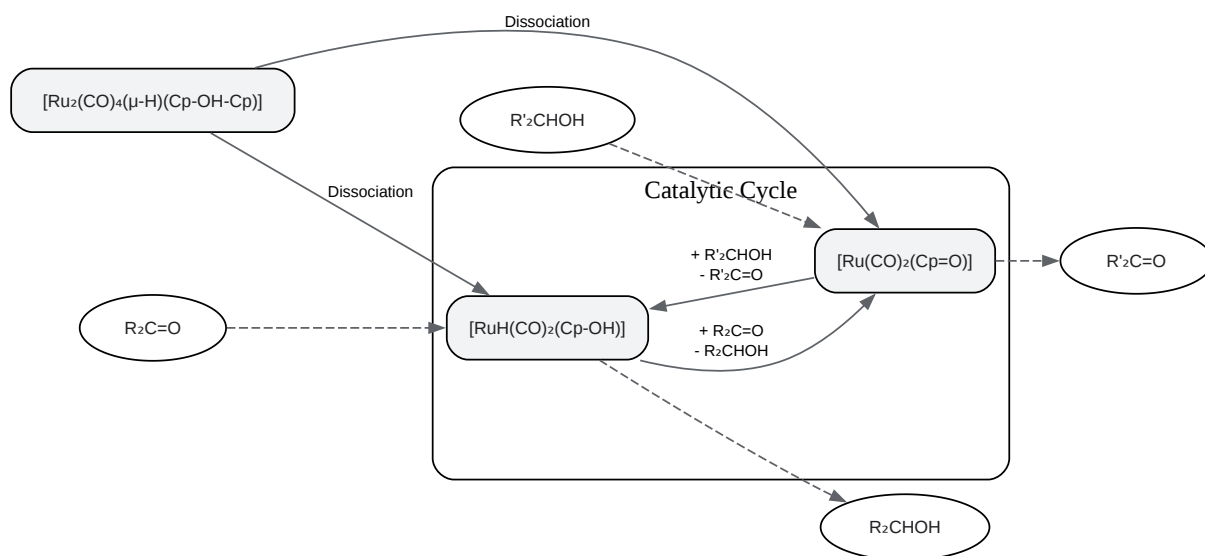 Dissociation
[Ru₂(CO)₄(μ-H)(Cp-OH-Cp)]
R'₂CHOH
Dissociation
Catalytic Cycle
+ R'₂CHOH
- R'₂C=O
[Ru(CO)₂(Cp=O)]
R'₂C=O
R₂C=O
[RuH(CO)₂(Cp-OH)]
+ R₂C=O
- R₂CHOH
R₂CHOH